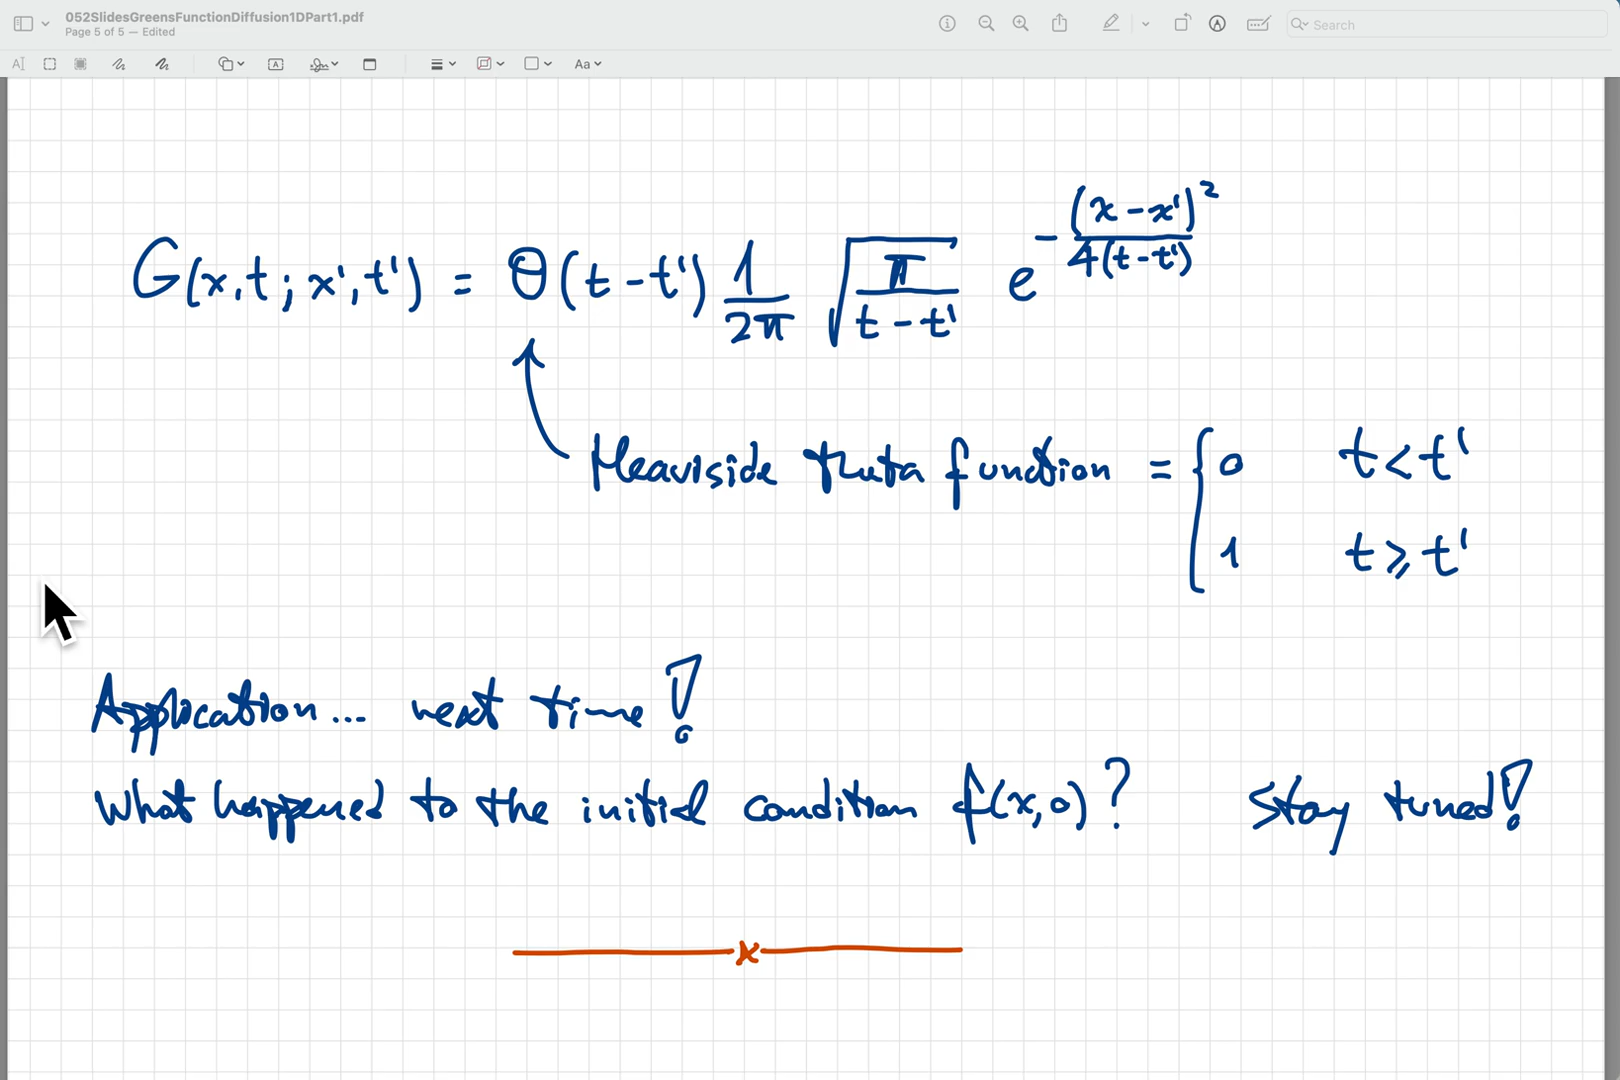 052SlidesGreensFunctionDiffusion1DPart1.pdf
Page 5 of 5 — Edited
Search
Aa
G(x,t; x',t') = θ(t-t') 1/2π √(π/(t-t')) e^(-(x-x')²/4(t-t'))
Heaviside theta function = { 0 t<t'
1 t⩾t'
Application... next time!
What happened to the initial condition f(x,0)? Stay tuned!